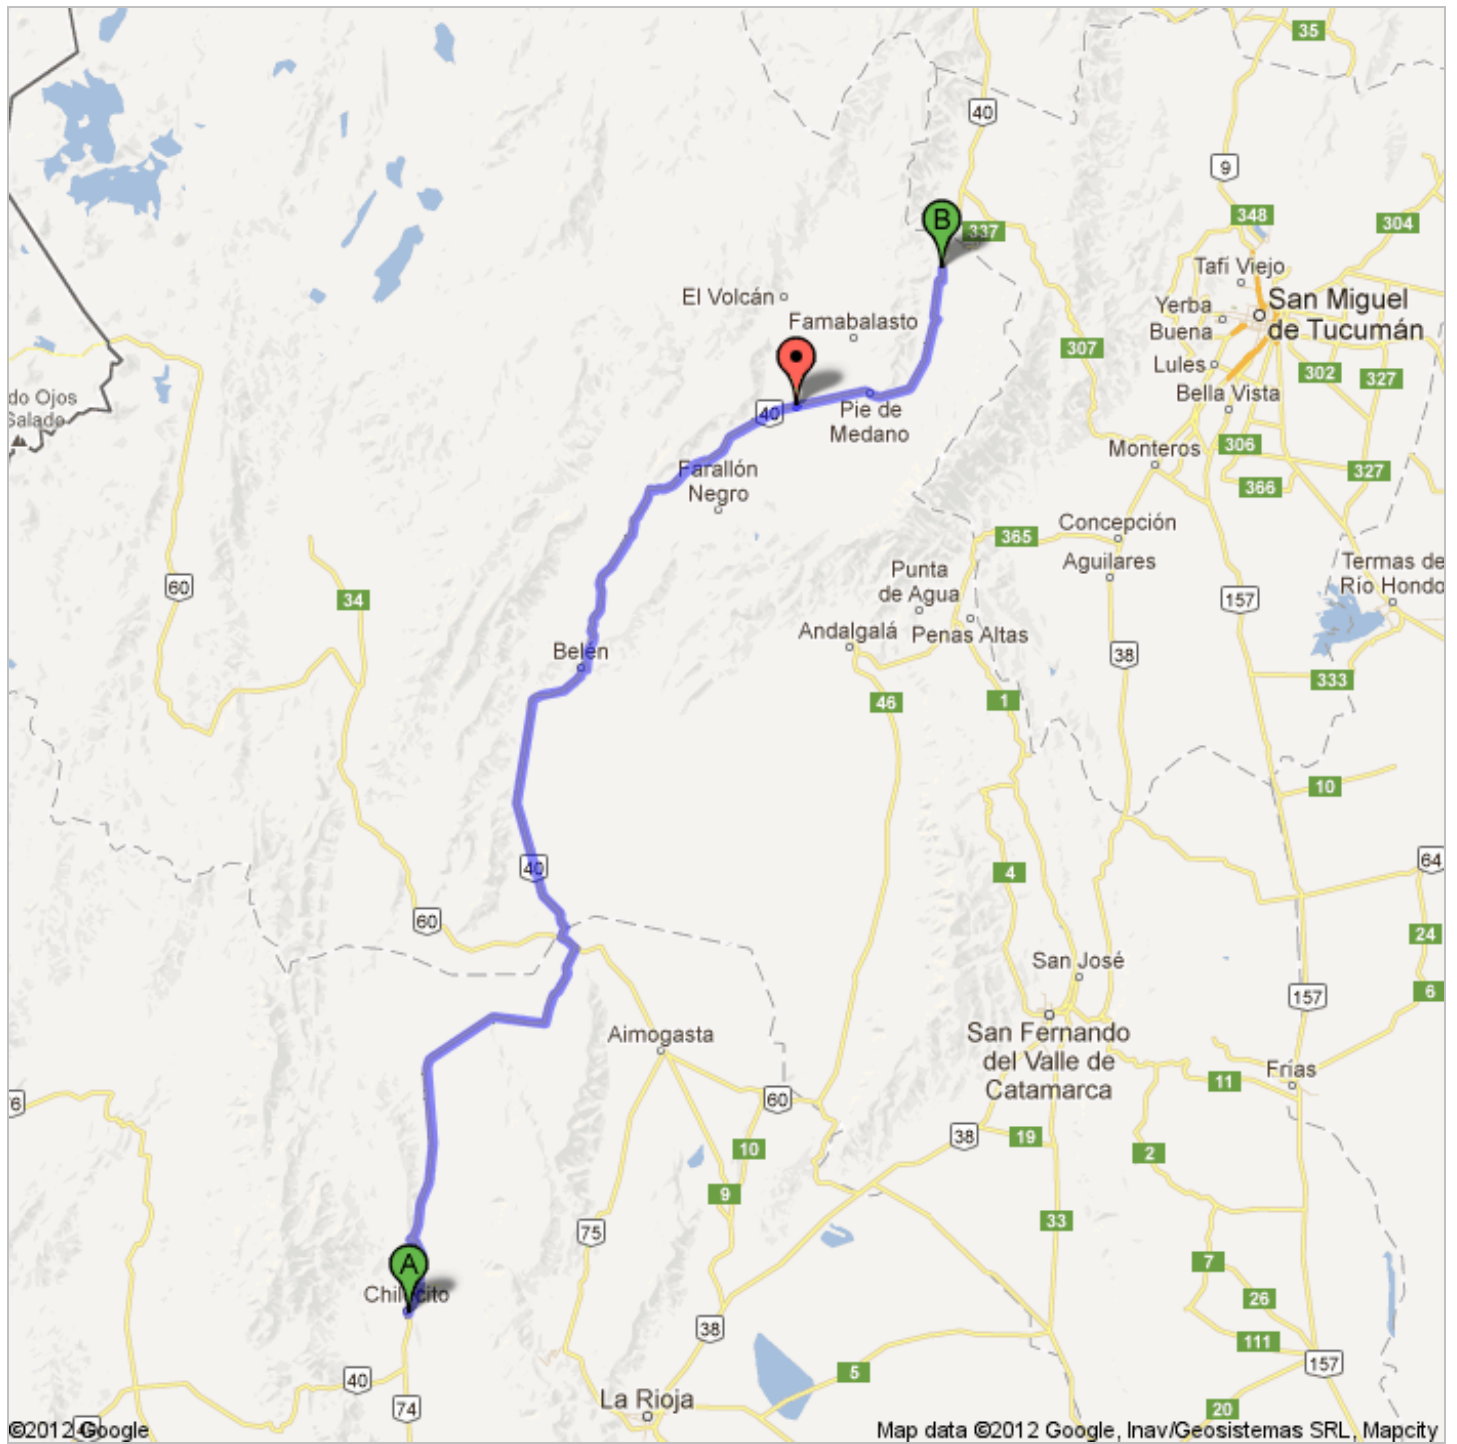 35
40
9
348
304
B
337
Tafí Viejo
El Volcán
Yerba
Buena
San Miguel
de Tucumán
Famabalasto
307
Lules
302
327
do Ojos
Salado
Bella Vista
40
Pie de
Medano
306
Monteros
327
Farallón
Negro
366
Concepción
365
Aguilares
Termas de
Río Hondo
60
34
Punta
de Agua
157
Andalgalá
Penas Altas
Belén
38
333
46
1
10
40
4
64
60
24
San José
6
157
Aimogasta
San Fernando
del Valle de
Catamarca
Frías
11
6
60
38
19
10
2
9
33
75
7
A
Chilecito
26
38
111
157
40
5
La Rioja
74
20
©2012 Google
Map data ©2012 Google, Inav/Geosistemas SRL, Mapcity